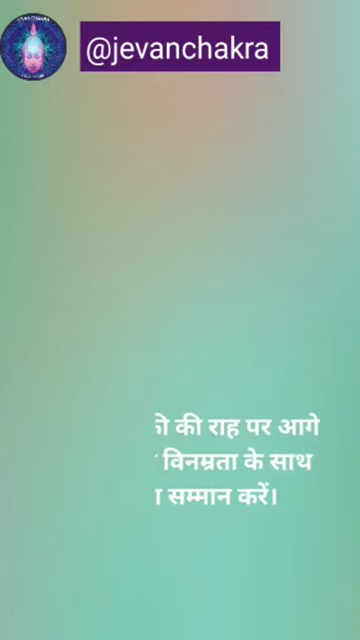 @jevanchakra
की राह पर आगे
विनम्रता के साथ
सम्मान करें।